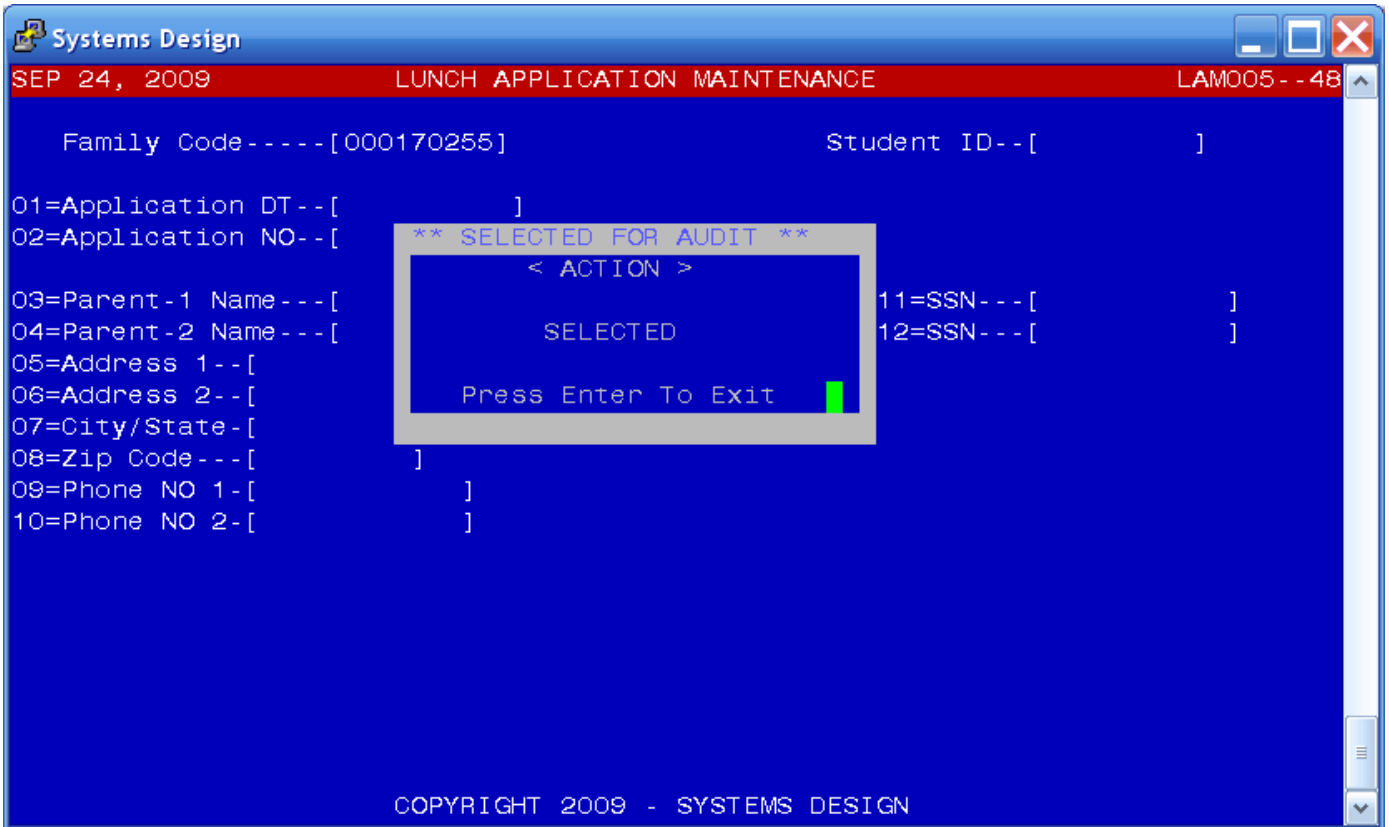 Systems Design
SEP 24, 2009 LUNCH APPLICATION MAINTENANCE LAM005--48
Family Code-----[000170255] Student ID--[ ]
01=Application DT--[ ]
02=Application NO--[
** SELECTED FOR AUDIT **
< ACTION >
03=Parent-1 Name---[ 11=SSN---[ ]
04=Parent-2 Name---[ SELECTED 12=SSN---[ ]
05=Address 1--[
06=Address 2--[ Press Enter To Exit
07=City/State-[
08=Zip Code---[ ]
09=Phone NO 1-[ ]
10=Phone NO 2-[ ]
COPYRIGHT 2009 - SYSTEMS DESIGN